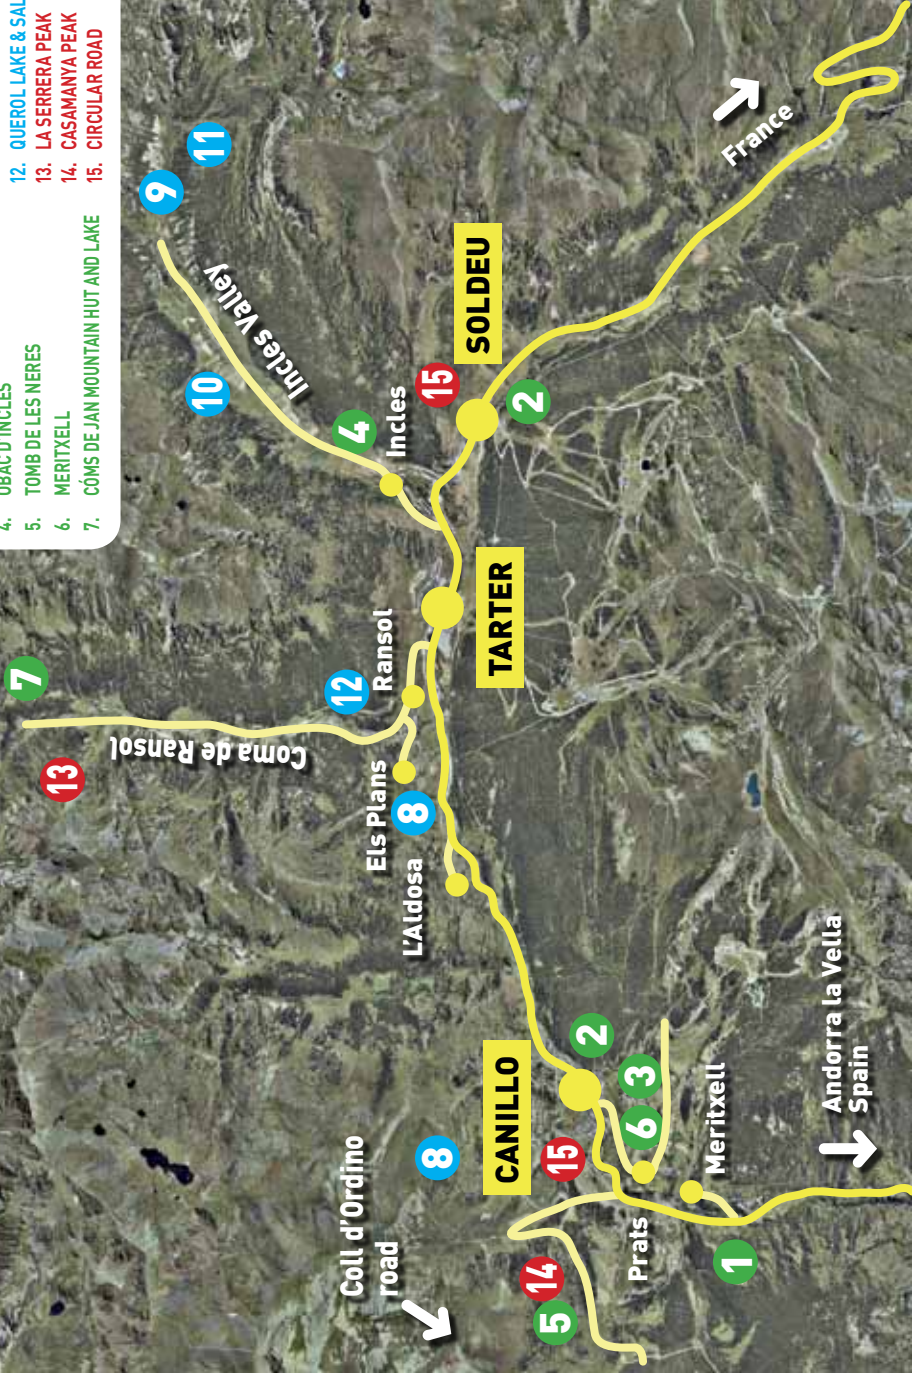 4. OBAC D'INCLES
5. TOMB DE LES NERES
6. MERITXELL
7. CÓMS DE JAN MOUNTAIN HUT AND LAKE
12. QUEROL LAKE &
13. LA SERRERA PEAK
14. CASAMANYA PEAK
15. CIRCULAR ROAD
7
13
Coma de Ransol
12
Ransol
Els Plans
8
L'Aldosa
9
11
10
Incles Valley
4
Incles
15
SOLDEU
2
TARTER
France
Coll d'Ordino
road
8
CANILLO
2
15
14
5
3
6
Prats
Meritxell
1
Andorra la Vella
Spain